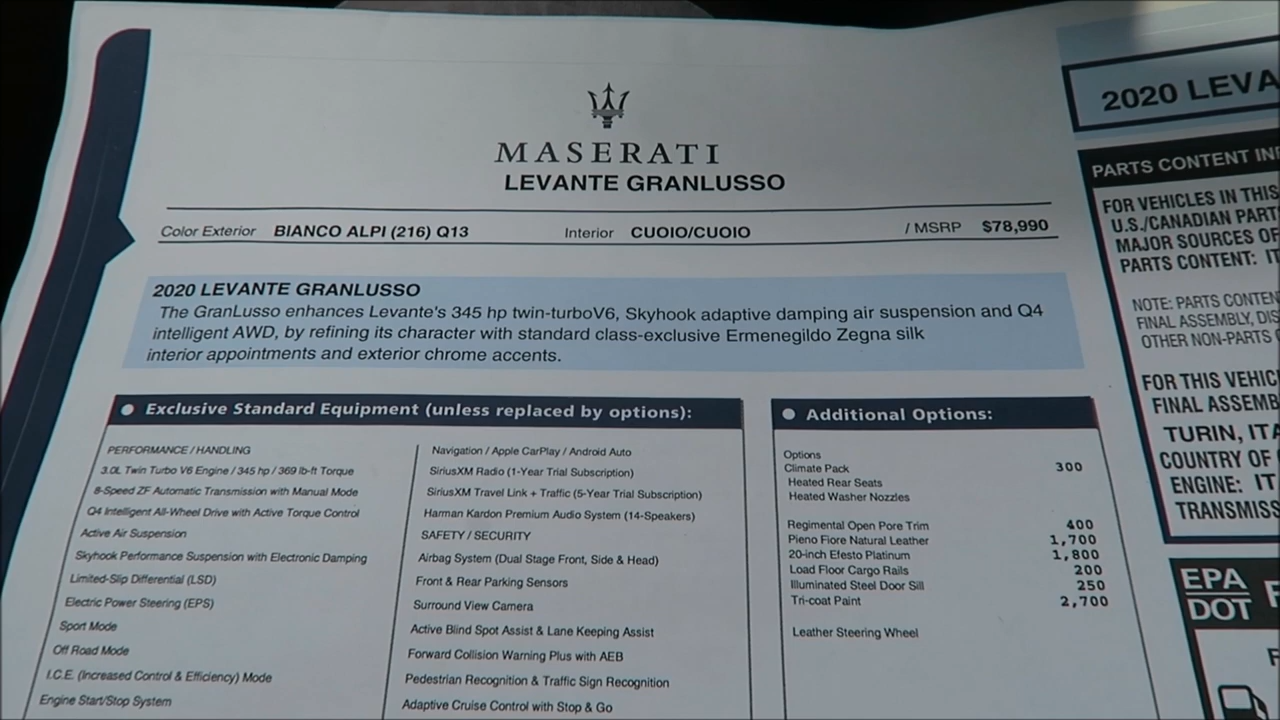 MASERATI
LEVANTE GRANLUSSO
Color Exterior BIANCO ALPI (216) Q13 Interior CUOIO/CUOIO / MSRP $78,990
2020 LEVANTE GRANLUSSO
The GranLusso enhances Levante's 345 hp twin-turboV6, Skyhook adaptive damping air suspension and Q4
intelligent AWD, by refining its character with standard class-exclusive Ermenegildo Zegna silk
interior appointments and exterior chrome accents.
Exclusive Standard Equipment (unless replaced by options):
PERFORMANCE / HANDLING
3.0L Twin Turbo V6 Engine / 345 hp / 369 lb-ft Torque
8-Speed ZF Automatic Transmission with Manual Mode
Q4 Intelligent All-Wheel Drive with Active Torque Control
Active Air Suspension
Skyhook Performance Suspension with Electronic Damping
Limited-Slip Differential (LSD)
Electric Power Steering (EPS)
Sport Mode
Off Road Mode
I.C.E. (Increased Control & Efficiency) Mode
Engine Start/Stop System
Navigation / Apple CarPlay / Android Auto
SiriusXM Radio (1-Year Trial Subscription)
SiriusXM Travel Link + Traffic (5-Year Trial Subscription)
Harman Kardon Premium Audio System (14-Speakers)
SAFETY / SECURITY
Airbag System (Dual Stage Front, Side & Head)
Front & Rear Parking Sensors
Surround View Camera
Active Blind Spot Assist & Lane Keeping Assist
Forward Collision Warning Plus with AEB
Pedestrian Recognition & Traffic Sign Recognition
Adaptive Cruise Control with Stop & Go
Additional Options:
Options
Climate Pack 300
Heated Rear Seats
Heated Washer Nozzles
Regimental Open Pore Trim 400
Pieno Fiore Natural Leather 1,700
20-inch Efesto Platinum 1,800
Load Floor Cargo Rails 200
Illuminated Steel Door Sill 250
Tri-coat Paint 2,700
Leather Steering Wheel
2020 LEVA
PARTS CONTENT IN
FOR VEHICLES IN THIS
U.S./CANADIAN PART
MAJOR SOURCES OF
PARTS CONTENT: IT
NOTE: PARTS CONTEN
FINAL ASSEMBLY, DIS
OTHER NON-PARTS
FOR THIS VEHIC
FINAL ASSEMB
TURIN, ITA
COUNTRY OF
ENGINE: IT
TRANSMISS
EPA
DOT